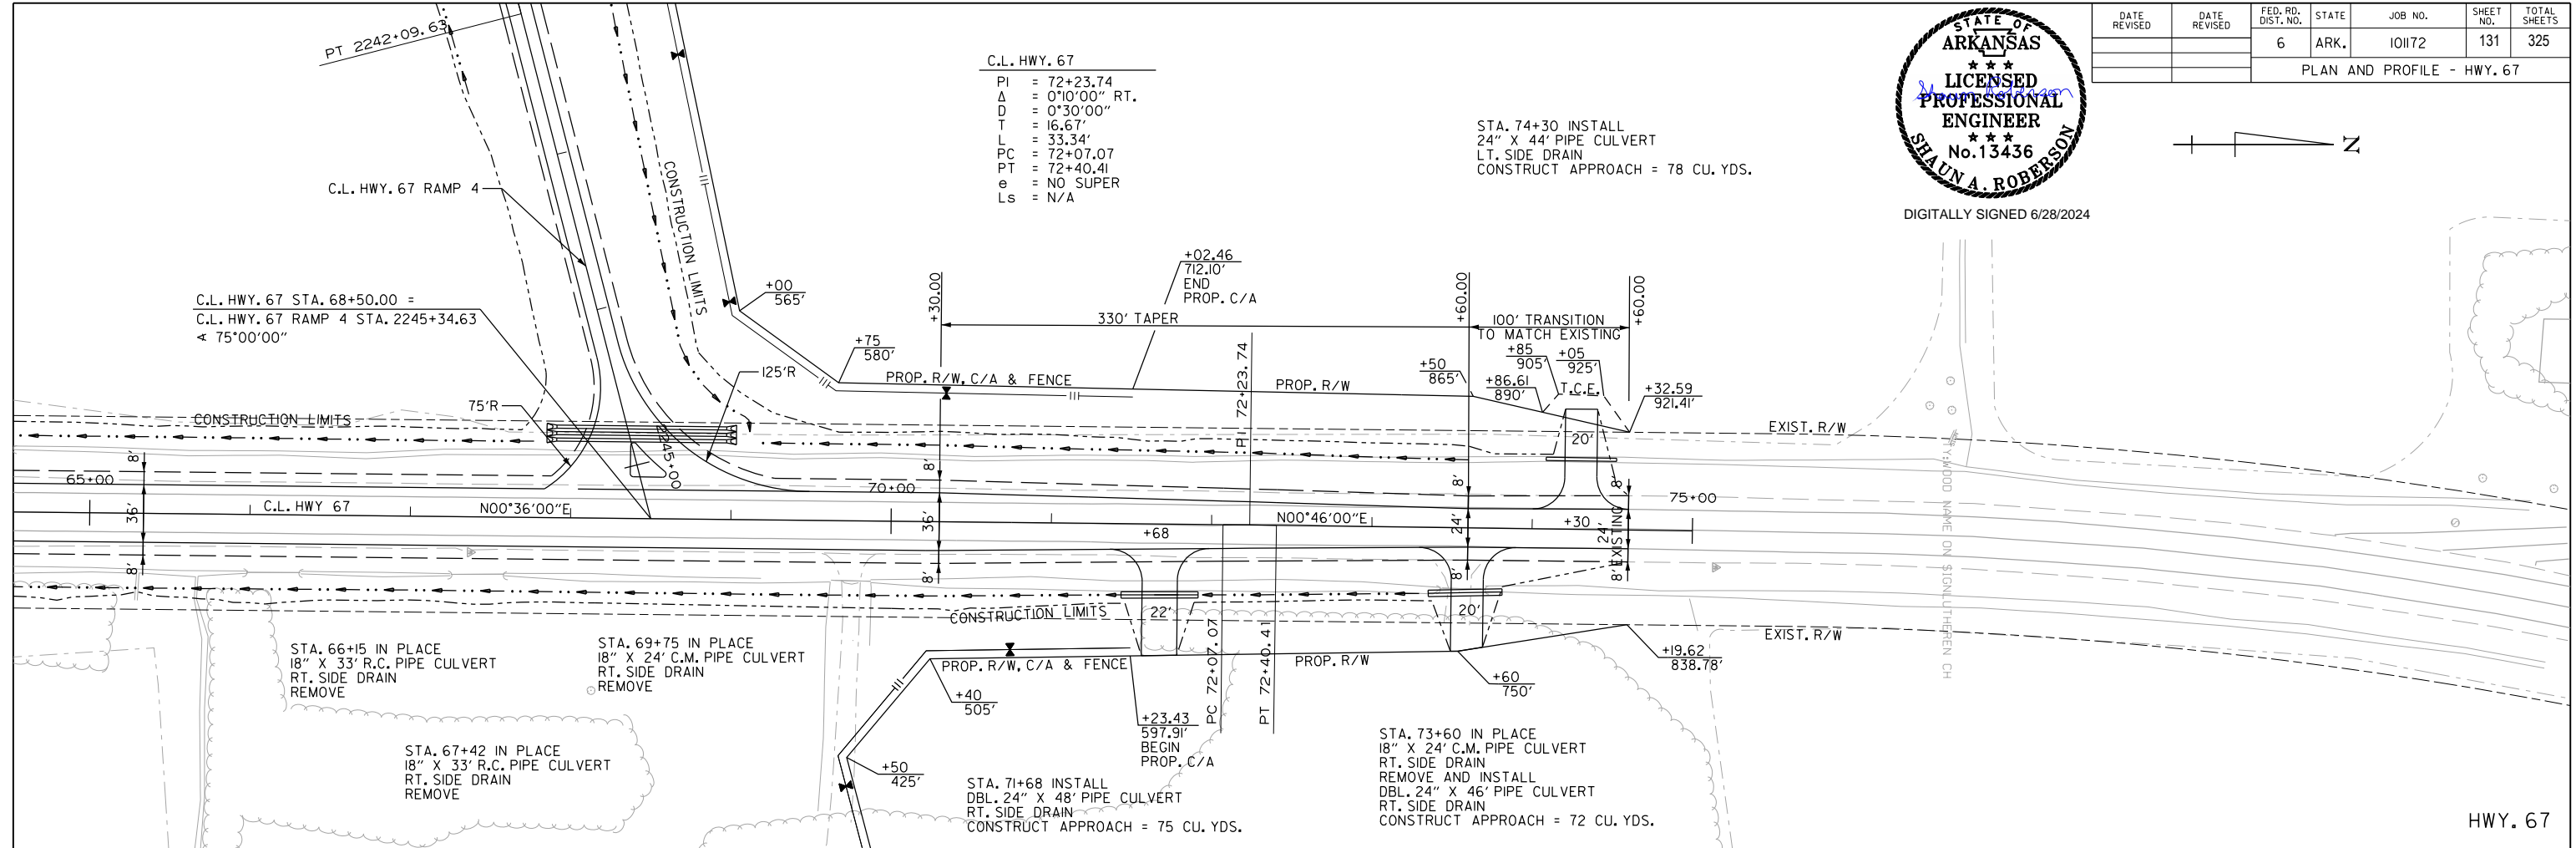 PT 2242+09.63
C.L. HWY. 67 RAMP 4
CONSTRUCTION LIMITS
C.L. HWY. 67 STA. 68+50.00 =
C.L. HWY. 67 RAMP 4 STA. 2245+34.63
∢ 75°00'00"
C.L. HWY. 67
PI = 72+23.74
Δ = 0°10'00" RT.
D = 0°30'00"
T = 16.67'
L = 33.34'
PC = 72+07.07
PT = 72+40.41
e = NO SUPER
Ls = N/A
STA. 74+30 INSTALL
24" X 44' PIPE CULVERT
LT. SIDE DRAIN
CONSTRUCT APPROACH = 78 CU. YDS.
STATE OF
ARKANSAS
★ ★ ★
LICENSED
PROFESSIONAL
ENGINEER
★ ★ ★
No.13436
SHAUN A. ROBERSON
DIGITALLY SIGNED 6/28/2024
DATE REVISED
DATE REVISED
FED. RD. DIST. NO.
STATE
JOB NO.
SHEET NO.
TOTAL SHEETS
6 ARK. 101172 131 325
PLAN AND PROFILE - HWY. 67
N
+00
565'
+75
580'
+30.00
+02.46
712.10'
END
PROP. C/A
330' TAPER
+60.00
100' TRANSITION
TO MATCH EXISTING
+60.00
+85
905'
+05
925'
+50
865'
+86.61
890'
T.C.E.
+32.59
921.41'
PROP. R/W, C/A & FENCE
PI 72+23.74
PROP. R/W
EXIST. R/W
75'R
125'R
CONSTRUCTION LIMITS
2245+00
20'
65+00
8'
70+00
8'
8'
8'
75+00
C.L. HWY 67
N00°36'00"E
N00°46'00"E
+30
36'
36'
24'
24'
EXISTING
+68
8'
8'
8'
8'
CONSTRUCTION LIMITS
22'
20'
EXIST. R/W
PROP. R/W, C/A & FENCE
PROP. R/W
PC 72+07.07
PT 72+40.41
+19.62
838.78'
+60
750'
+40
505'
+50
425'
+23.43
597.91'
BEGIN
PROP. C/A
STA. 66+15 IN PLACE
18" X 33' R.C. PIPE CULVERT
RT. SIDE DRAIN
REMOVE
STA. 69+75 IN PLACE
18" X 24' C.M. PIPE CULVERT
RT. SIDE DRAIN
REMOVE
STA. 67+42 IN PLACE
18" X 33' R.C. PIPE CULVERT
RT. SIDE DRAIN
REMOVE
STA. 71+68 INSTALL
DBL. 24" X 48' PIPE CULVERT
RT. SIDE DRAIN
CONSTRUCT APPROACH = 75 CU. YDS.
STA. 73+60 IN PLACE
18" X 24' C.M. PIPE CULVERT
RT. SIDE DRAIN
REMOVE AND INSTALL
DBL. 24" X 46' PIPE CULVERT
RT. SIDE DRAIN
CONSTRUCT APPROACH = 72 CU. YDS.
NAME ON SIGN
CH
HWY. 67